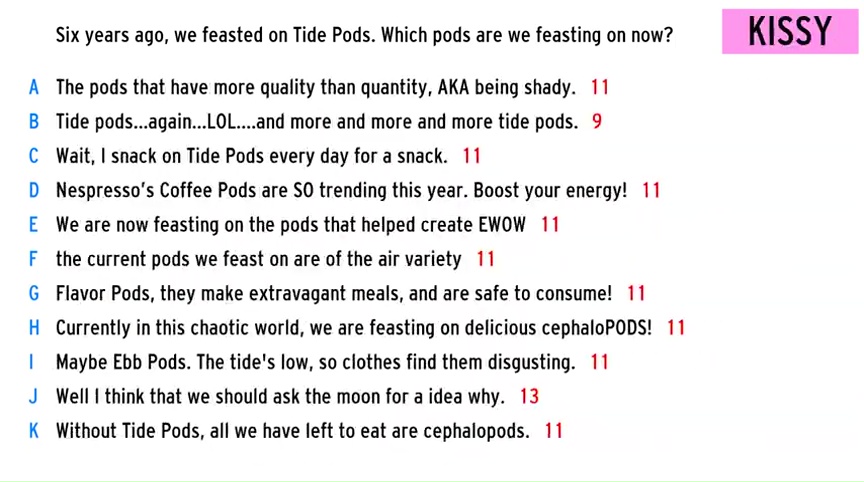 Six years ago, we feasted on Tide Pods. Which pods are we feasting on now?
KISSY
A The pods that have more quality than quantity, AKA being shady. 11
B Tide pods...again...LOL....and more and more and more tide pods. 9
C Wait, I snack on Tide Pods every day for a snack. 11
D Nespresso's Coffee Pods are SO trending this year. Boost your energy! 11
E We are now feasting on the pods that helped create EWOW 11
F the current pods we feast on are of the air variety 11
G Flavor Pods, they make extravagant meals, and are safe to consume! 11
H Currently in this chaotic world, we are feasting on delicious cephaloPODS! 11
I Maybe Ebb Pods. The tide's low, so clothes find them disgusting. 11
J Well I think that we should ask the moon for a idea why. 13
K Without Tide Pods, all we have left to eat are cephalopods. 11